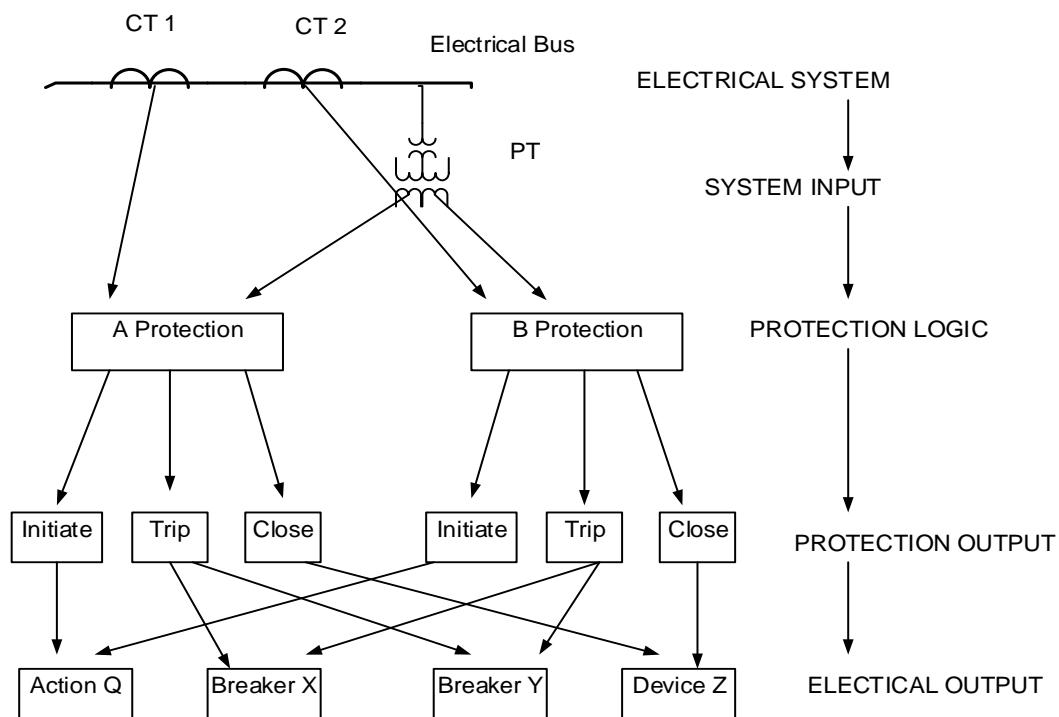 CT 1
CT 2
Electrical Bus
ELECTRICAL SYSTEM
PT
SYSTEM INPUT
A Protection
B Protection
PROTECTION LOGIC
Initiate
Trip
Close
Initiate
Trip
Close
PROTECTION OUTPUT
Action Q
Breaker X
Breaker Y
Device Z
ELECTICAL OUTPUT